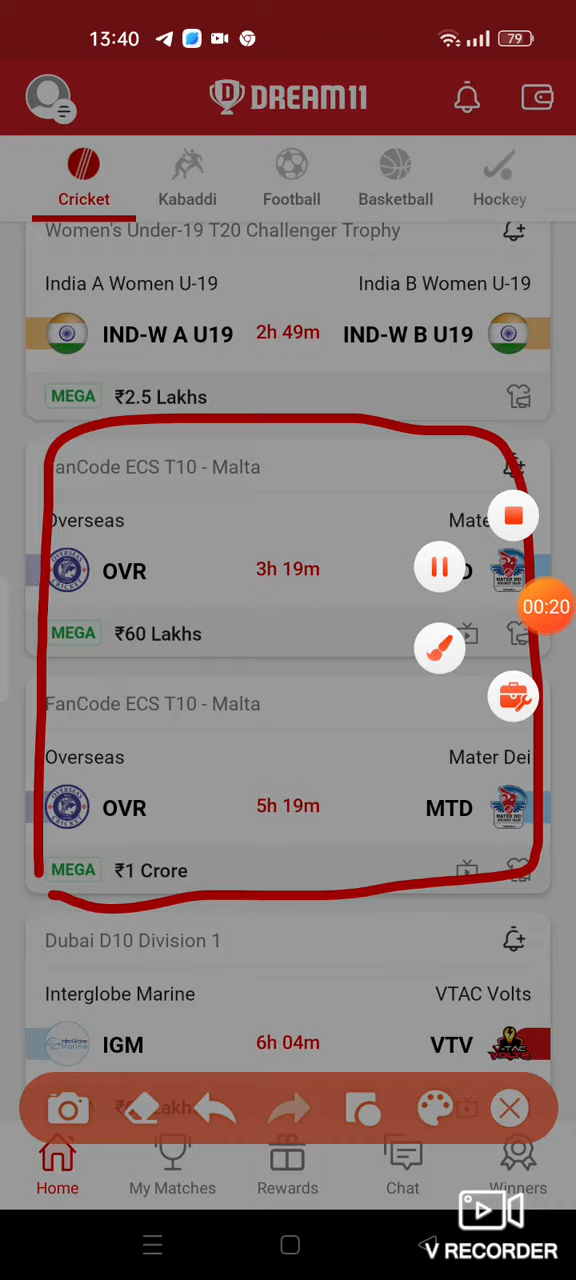 13:40
79
DREAM11
Cricket
Kabaddi
Football
Basketball
Hockey
Women's Under-19 T20 Challenger Trophy
India A Women U-19
India B Women U-19
IND-W A U19
2h 49m
IND-W B U19
MEGA ₹2.5 Lakhs
FanCode ECS T10 - Malta
Overseas
OVR
3h 19m
MEGA ₹60 Lakhs
00:20
FanCode ECS T10 - Malta
Overseas
Mater Dei
OVR
5h 19m
MTD
MEGA ₹1 Crore
Dubai D10 Division 1
Interglobe Marine
VTAC Volts
IGM
6h 04m
VTV
Home
My Matches
Rewards
Chat
Winners
V RECORDER